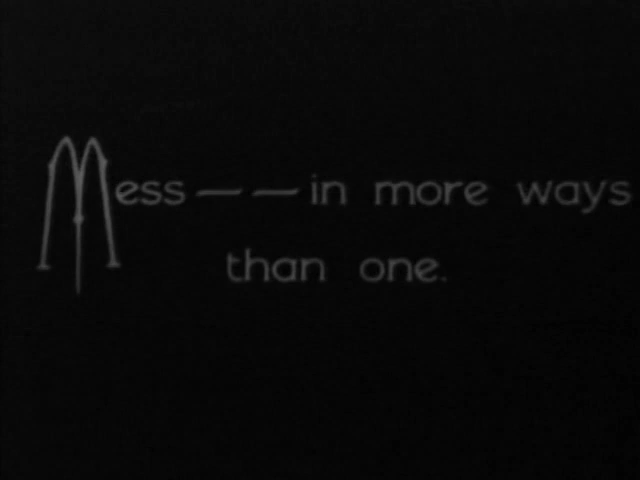 Mess — — in more ways
than one.